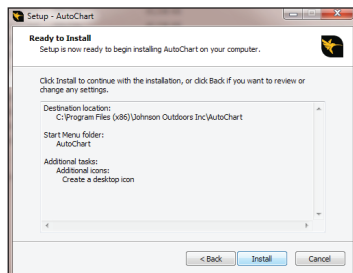 Setup - AutoChart
Ready to Install
Setup is now ready to begin installing AutoChart on your computer.
Click Install to continue with the installation, or click Back if you want to review or
change any settings.
Destination location:
C:\Program Files (x86)\Johnson Outdoors Inc\AutoChart
Start Menu folder:
AutoChart
Additional tasks:
Additional icons:
Create a desktop icon
< Back
Install
Cancel